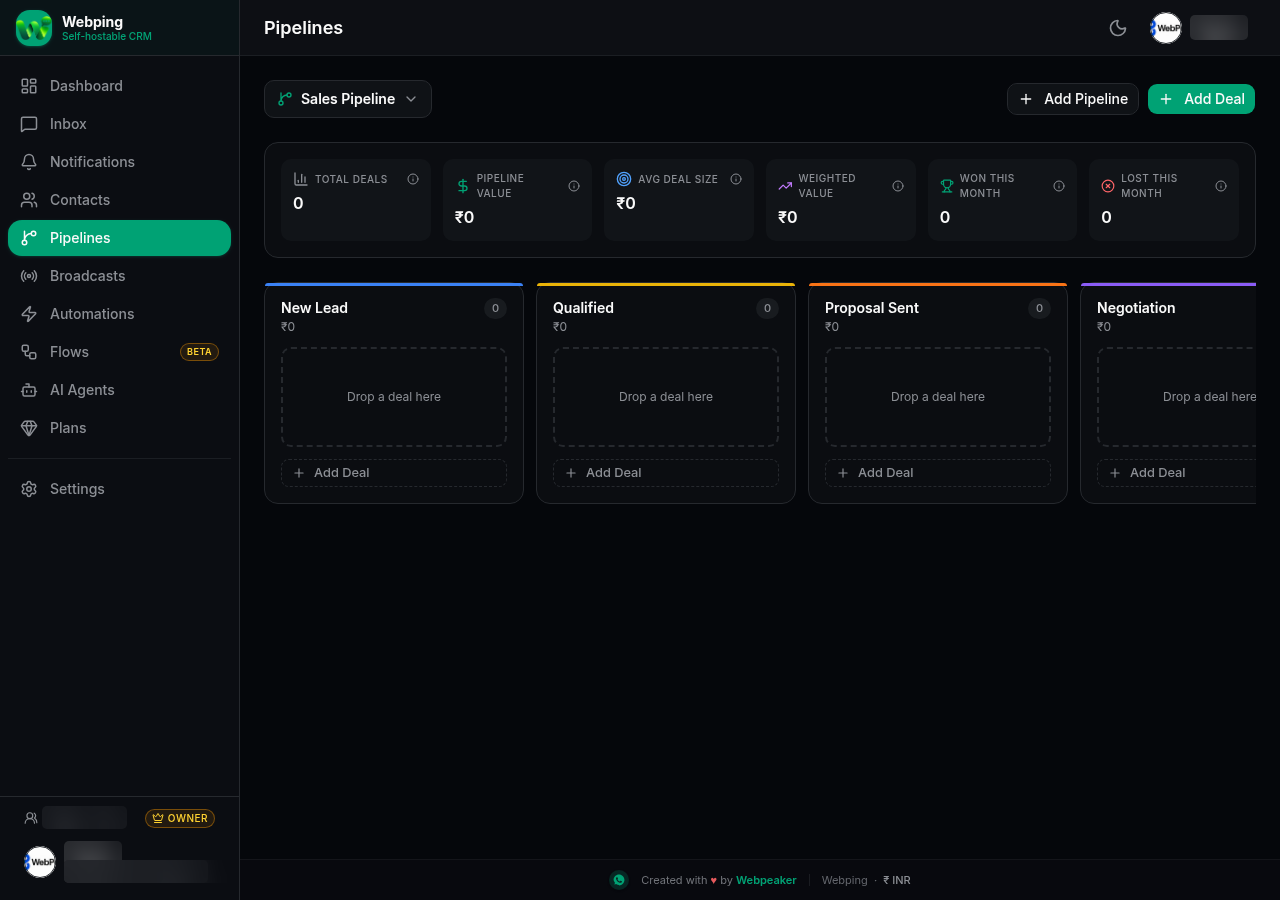 Webping
Self-hostable CRM
Pipelines
WebP
Dashboard
Inbox
Notifications
Contacts
Pipelines
Broadcasts
Automations
Flows BETA
AI Agents
Plans
Settings
OWNER
WebP
Sales Pipeline
Add Pipeline
Add Deal
TOTAL DEALS
0
PIPELINE
VALUE
₹0
AVG DEAL SIZE
₹0
WEIGHTED
VALUE
₹0
WON THIS
MONTH
0
LOST THIS
MONTH
0
New Lead 0
₹0
Drop a deal here
Add Deal
Qualified 0
₹0
Drop a deal here
Add Deal
Proposal Sent 0
₹0
Drop a deal here
Add Deal
Negotiation
₹0
Drop a deal here
Add Deal
Created with ♥ by Webpeaker Webping · ₹ INR